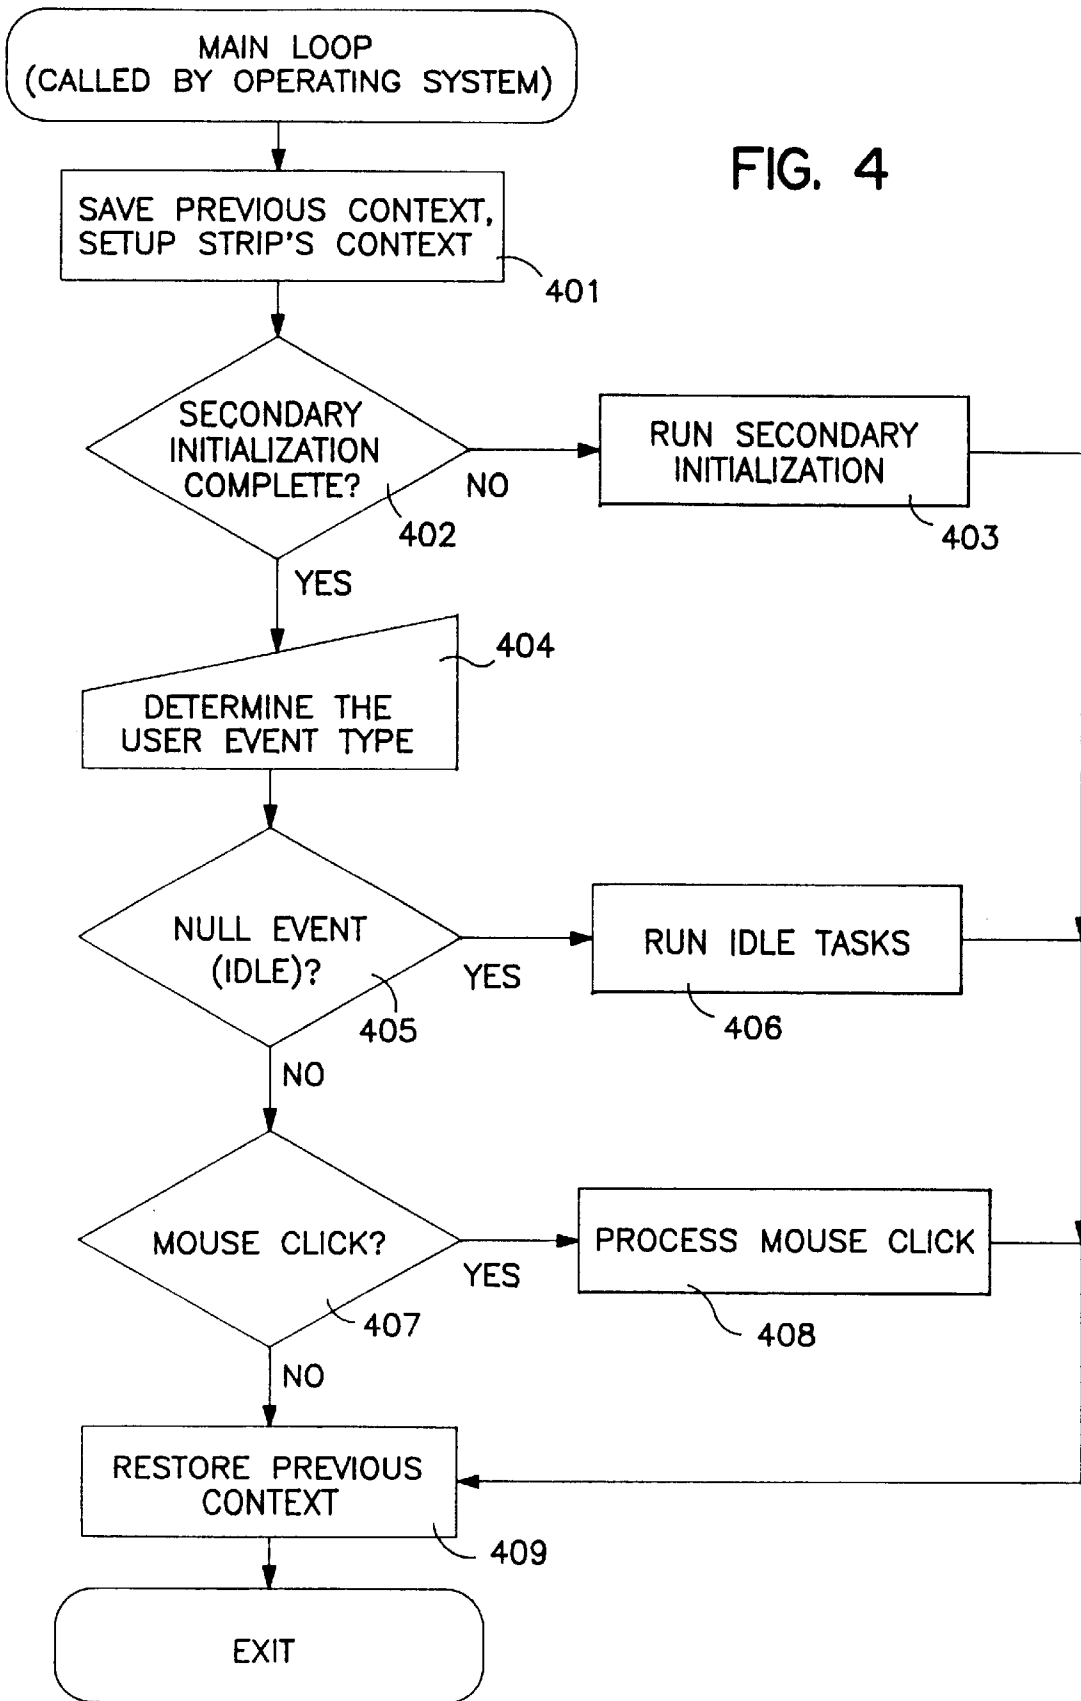 MAIN LOOP
(CALLED BY OPERATING SYSTEM)
FIG. 4
SAVE PREVIOUS CONTEXT,
SETUP STRIP'S CONTEXT
401
SECONDARY
INITIALIZATION
COMPLETE?
402
NO
RUN SECONDARY
INITIALIZATION
403
YES
404
DETERMINE THE
USER EVENT TYPE
NULL EVENT
(IDLE)?
405
YES
RUN IDLE TASKS
406
NO
MOUSE CLICK?
407
YES
PROCESS MOUSE CLICK
408
NO
RESTORE PREVIOUS
CONTEXT
409
EXIT